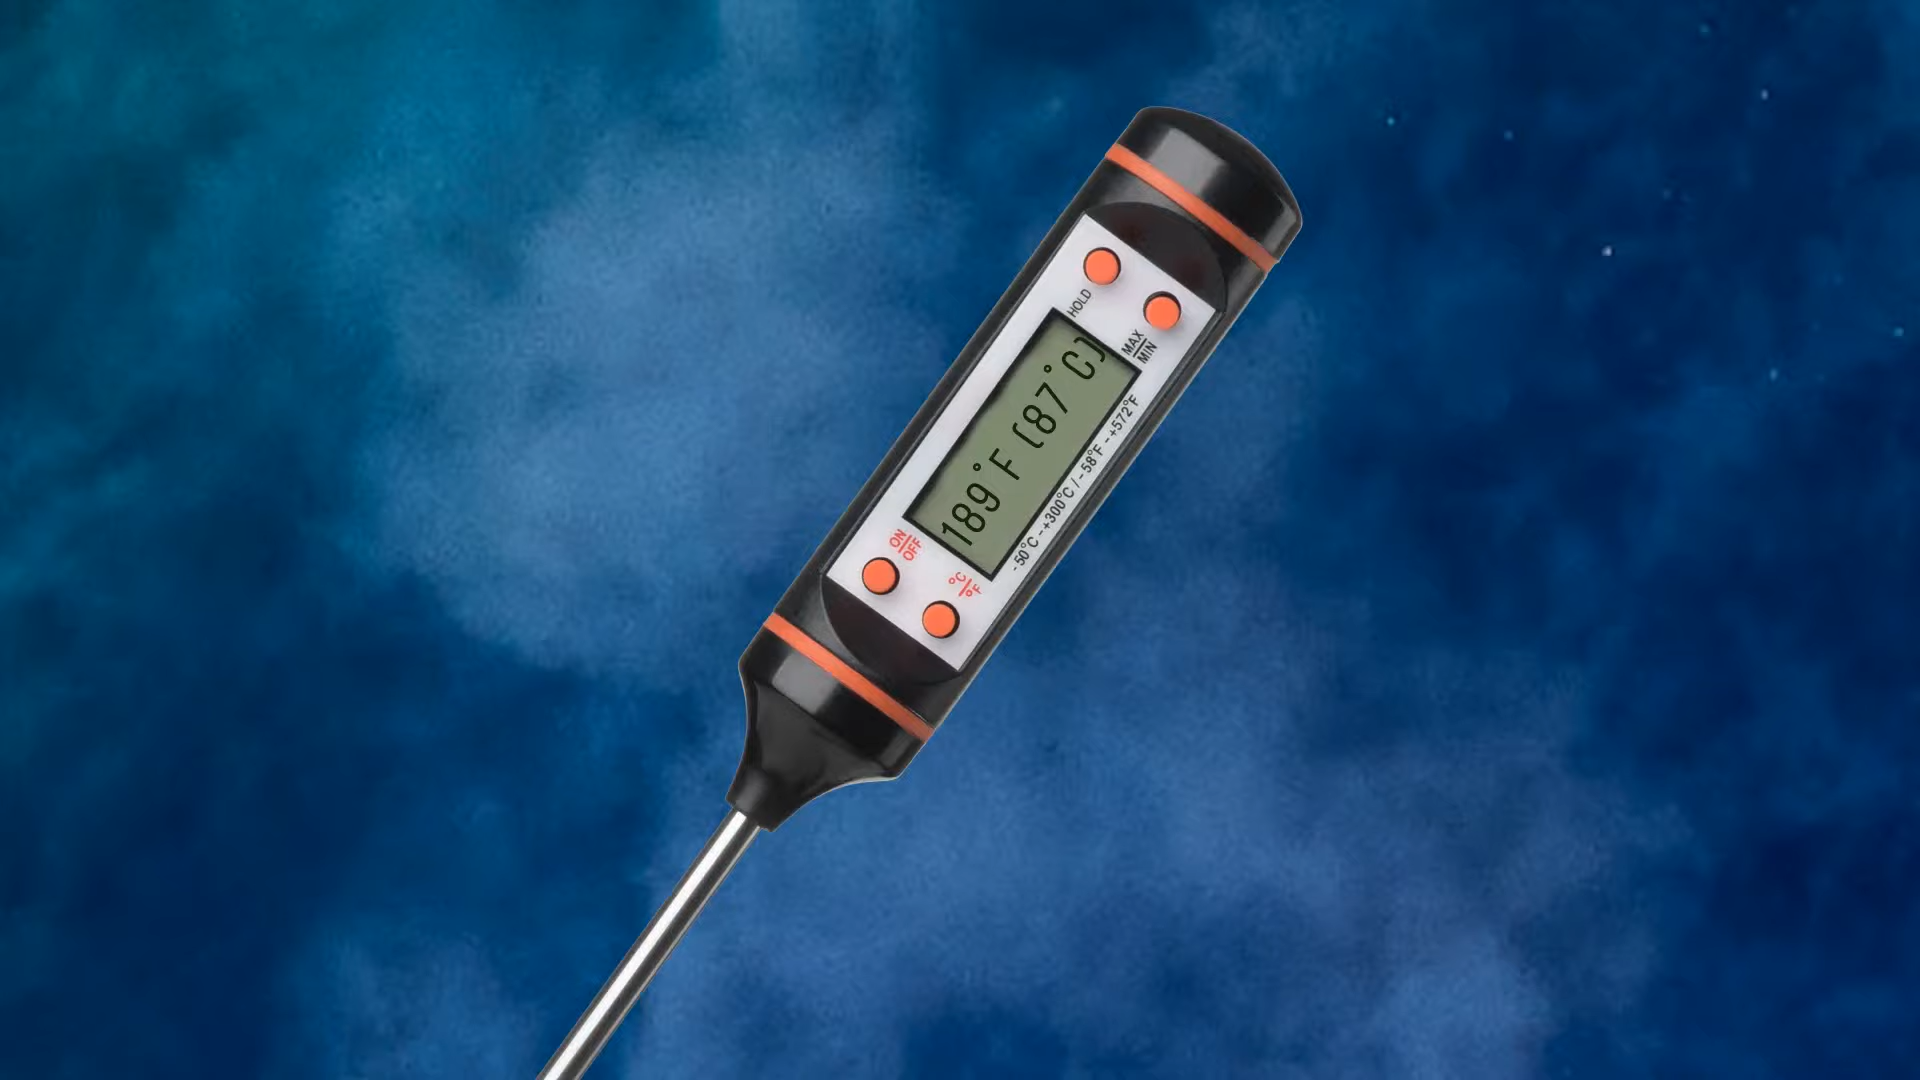 HOLD
MAX
MIN
189°F (87°C)
-50°C-+300°C/-58°F-+572°F
ON
OFF
°C
°F